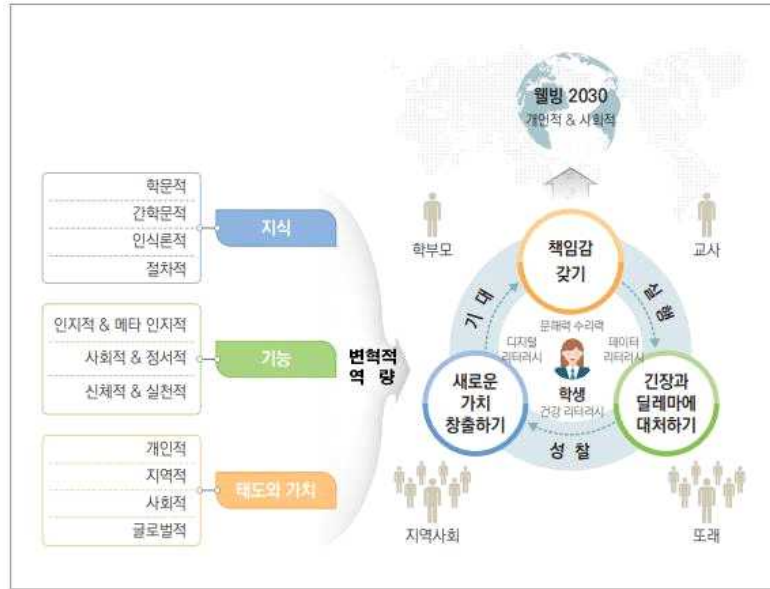 웰빙 2030
개인적 & 사회적
학부모
교사
학문적
간학문적
인식론적
절차적
지식
인지적 & 메타 인지적
사회적 & 정서적
신체적 & 실천적
기능
개인적
지역적
사회적
글로벌적
태도와 가치
변혁적
역 량
책임감
갖기
기대
실행
문해력 수리력
디지털
리터러시
데이터
리터러시
학생
건강 리터러시
새로운
가치
창출하기
긴장과
딜레마에
대처하기
성찰
지역사회
또래